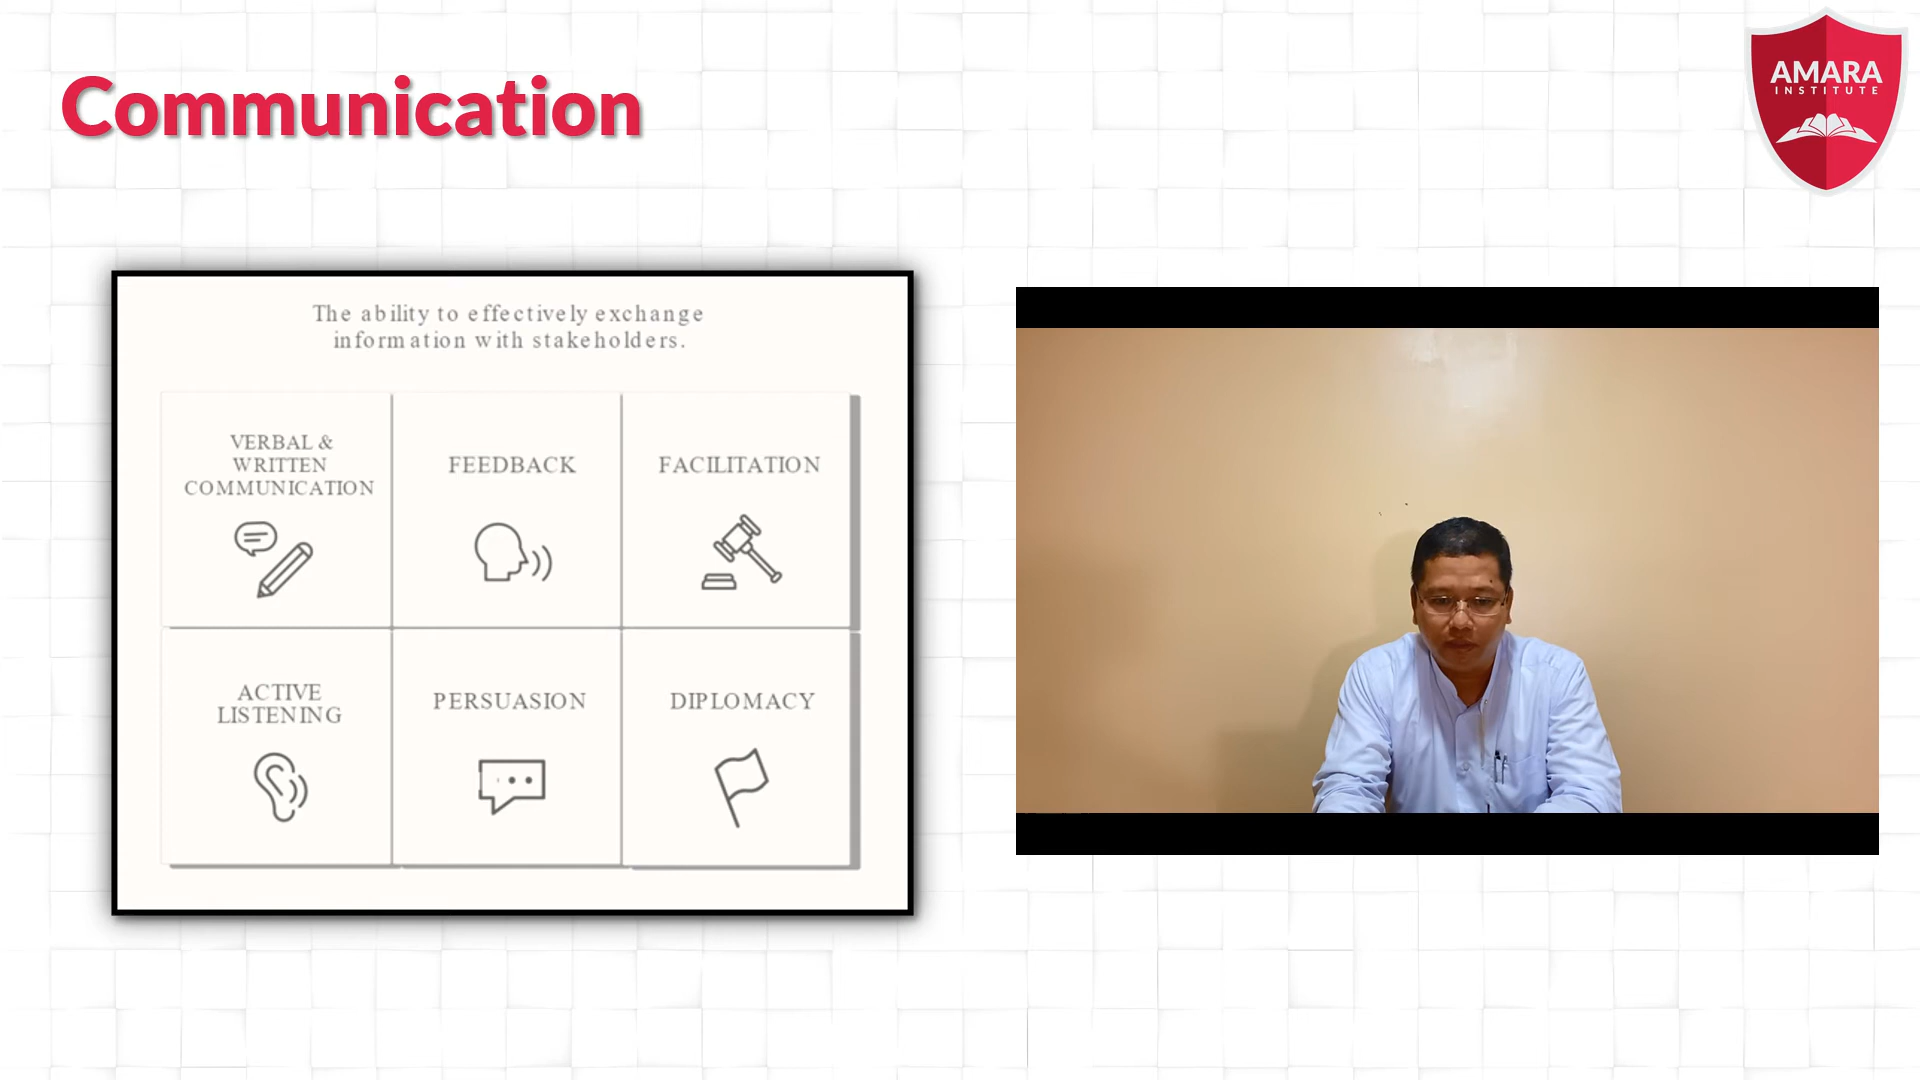 Communication
AMARA
INSTITUTE
The ability to effectively exchange
information with stakeholders.
VERBAL &
WRITTEN
COMMUNICATION
FEEDBACK
FACILITATION
ACTIVE
LISTENING
PERSUASION
DIPLOMACY